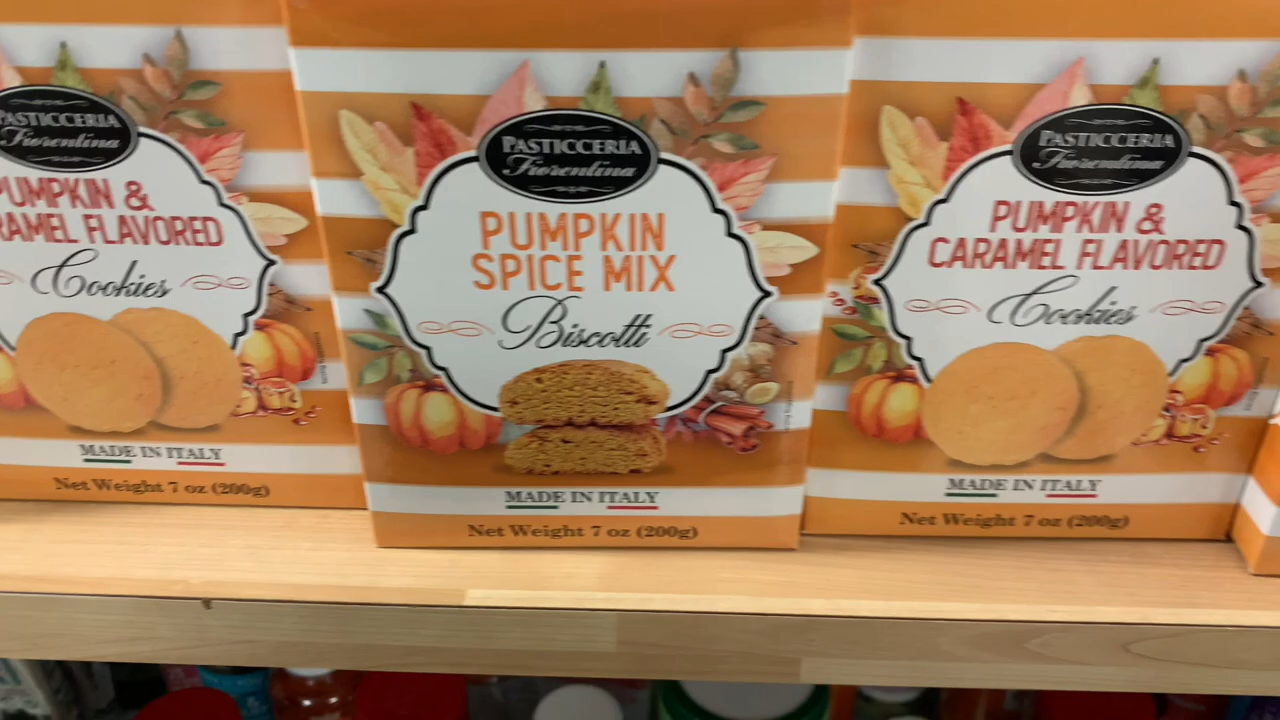 PASTICCERIA
Fiorentina
PUMPKIN &
CARAMEL FLAVORED
Cookies
MADE IN ITALY
Net Weight 7 oz (200g)
PASTICCERIA
Fiorentina
PUMPKIN
SPICE MIX
Biscotti
MADE IN ITALY
Net Weight 7 oz (200g)
PASTICCERIA
Fiorentina
PUMPKIN &
CARAMEL FLAVORED
Cookies
MADE IN ITALY
Net Weight 7 oz (200g)